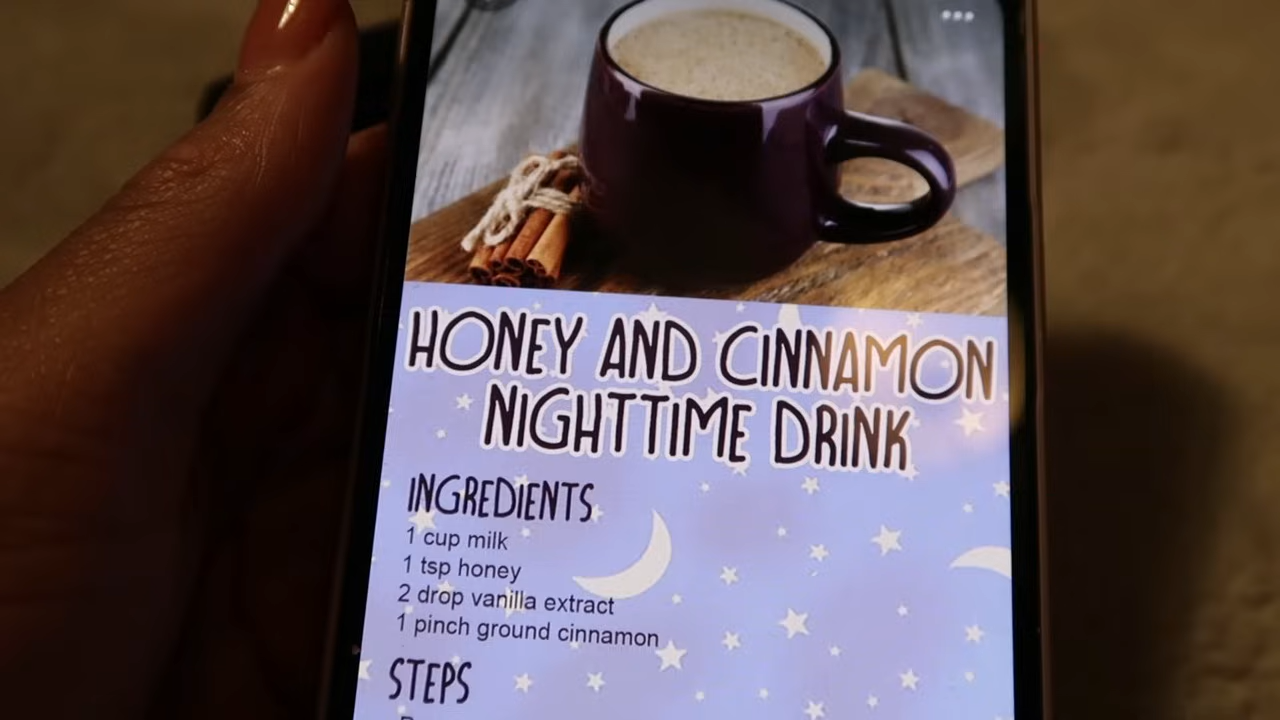 HONEY AND CINNAMON
NIGHTTIME DRINK
INGREDIENTS
1 cup milk
1 tsp honey
2 drop vanilla extract
1 pinch ground cinnamon
STEPS